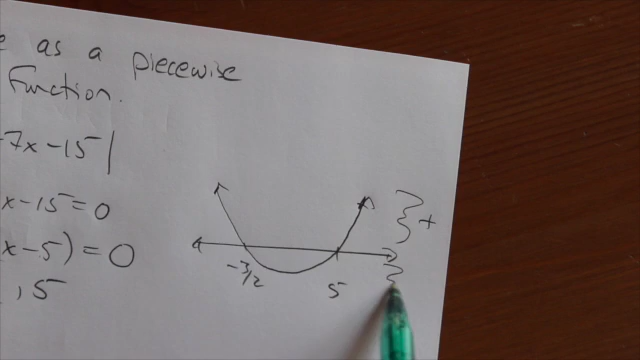 as a piecewise
Function.
-7x-15|
x-15=0
x-5)=0
,5
-3/2
5
+